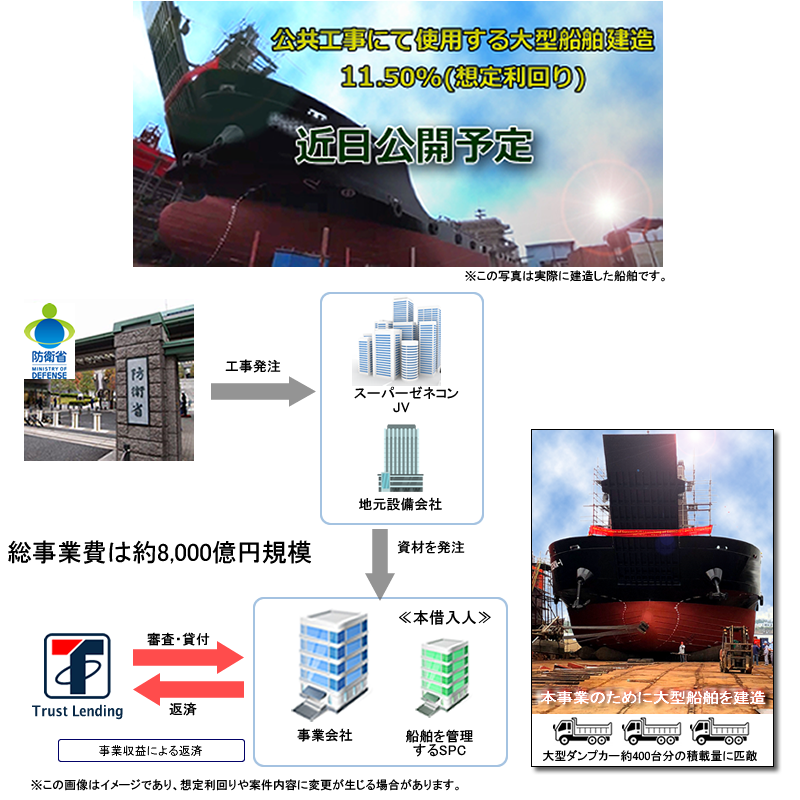 公共工事にて使用する大型船舶建造
11.50%(想定利回り)
近日公開予定
※この写真は実際に建造した船舶です。
防衛省
MINISTRY OF
DEFENSE
防衛省
工事発注
スーパーゼネコン
JV
地元設備会社
総事業費は約8,000億円規模
資材を発注
≪本借入人≫
審査・貸付
返済
Trust Lending
事業収益による返済
事業会社
船舶を管理
するSPC
本事業のために大型船舶を建造
大型ダンプカー約400台分の積載量に匹敵
※この画像はイメージであり、想定利回りや案件内容に変更が生じる場合があります。